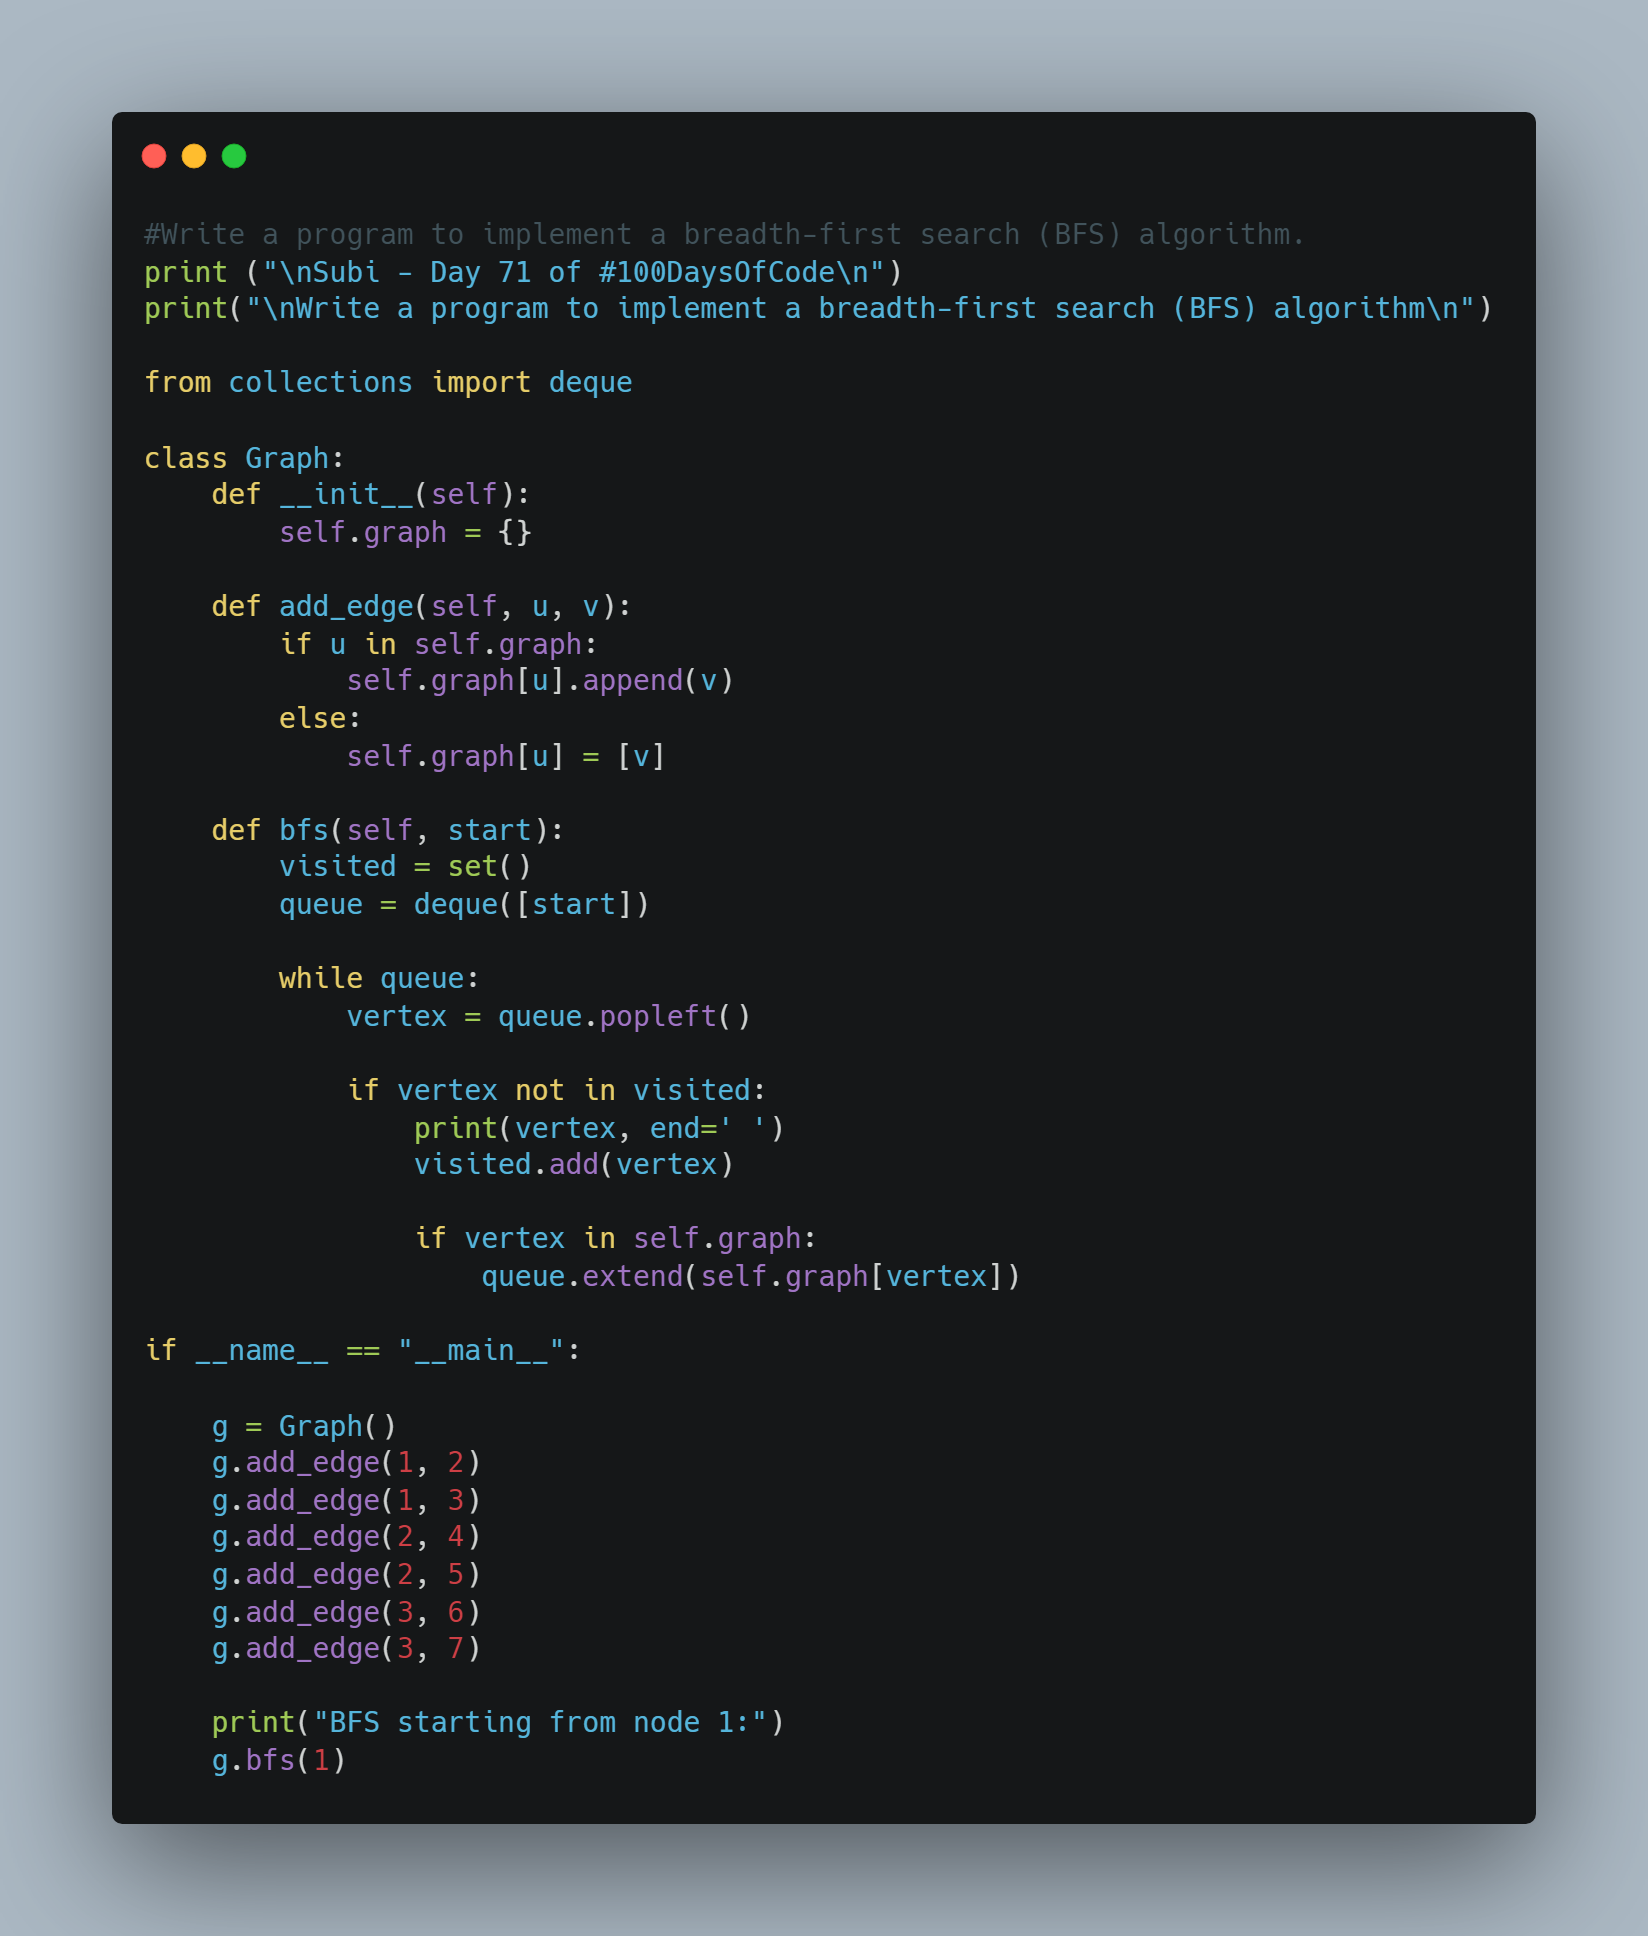 #Write a program to implement a breadth-first search (BFS) algorithm.
print ("\nSubi - Day 71 of #100DaysOfCode\n")
print("\nWrite a program to implement a breadth-first search (BFS) algorithm\n")

from collections import deque

class Graph:
    def __init__(self):
        self.graph = {}

    def add_edge(self, u, v):
        if u in self.graph:
            self.graph[u].append(v)
        else:
            self.graph[u] = [v]

    def bfs(self, start):
        visited = set()
        queue = deque([start])

        while queue:
            vertex = queue.popleft()

            if vertex not in visited:
                print(vertex, end=' ')
                visited.add(vertex)

                if vertex in self.graph:
                    queue.extend(self.graph[vertex])

if __name__ == "__main__":

    g = Graph()
    g.add_edge(1, 2)
    g.add_edge(1, 3)
    g.add_edge(2, 4)
    g.add_edge(2, 5)
    g.add_edge(3, 6)
    g.add_edge(3, 7)

    print("BFS starting from node 1:")
    g.bfs(1)